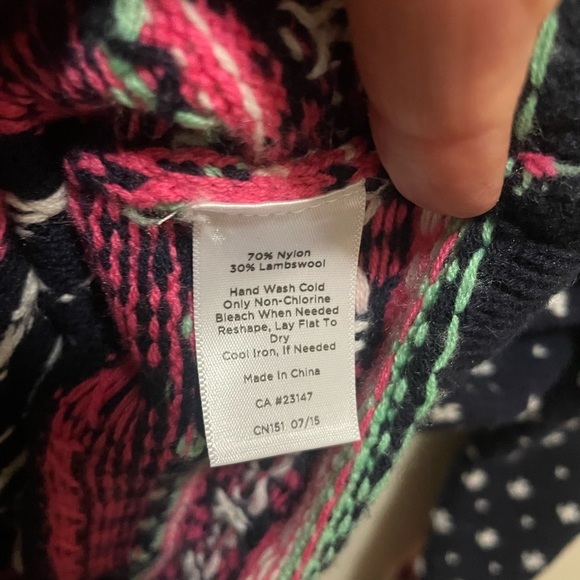 70% Nylon
30% Lambswool
Hand Wash Cold
Only Non-Chlorine
Bleach When Needed
Reshape, Lay Flat To
Dry
Cool Iron, If Needed
Made In China
CA #23147
CN151 07/15